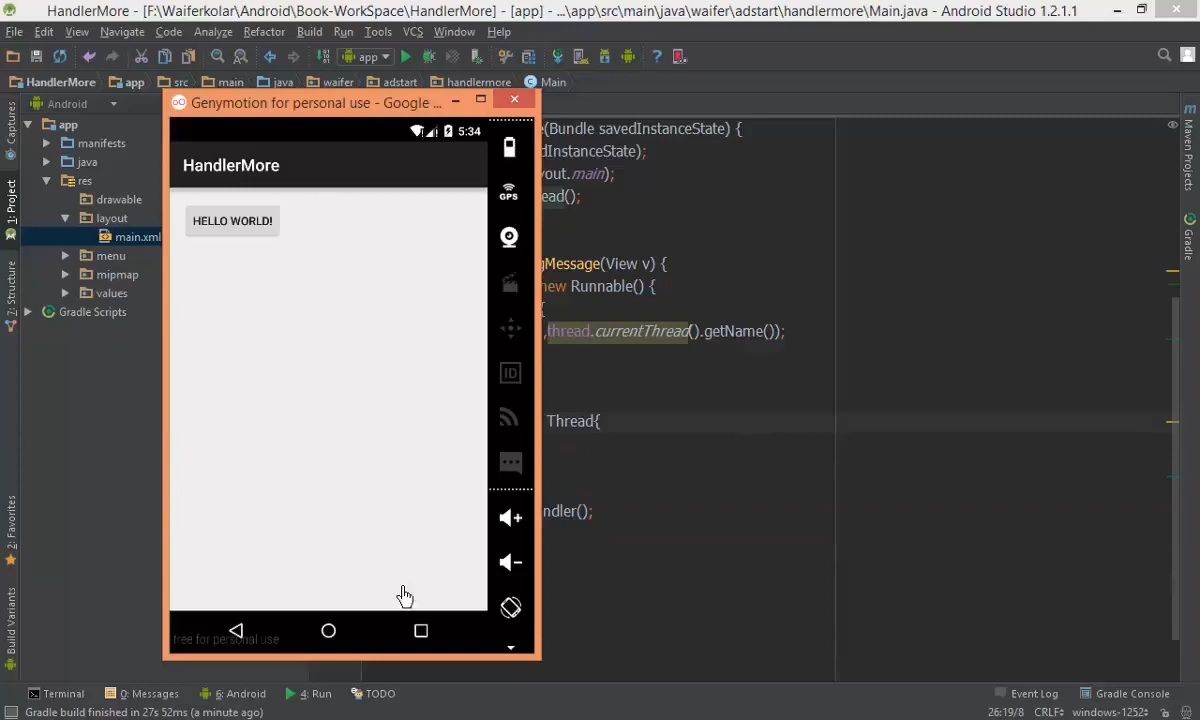 HandlerMore - [F:\Waiferkolar\Android\Book-WorkSpace\HandlerMore] - [app] - ...\app\src\main\java\waifer\adstart\handlermore\Main.java - Android Studio 1.2.1.1
File Edit View Navigate Code Analyze Refactor Build Run Tools VCS Window Help
app
HandlerMore app src main java waifer adstart handlermore Main
Captures
1: Project
7: Structure
2: Favorites
Build Variants
Android
app
manifests
java
res
drawable
layout
main.xml
menu
mipmap
values
Gradle Scripts
Genymotion for personal use - Google ...
5:34
HandlerMore
HELLO WORLD!
GPS
ID
free for personal use
(Bundle savedInstanceState) {
dInstanceState);
yout.main);
ead();
gMessage(View v) {
new Runnable() {
{
,thread.currentThread().getName());
Thread{
ndler();
Maven Projects
Gradle
Terminal 0: Messages 6: Android 4: Run TODO Event Log Gradle Console
Gradle build finished in 27s 52ms (a minute ago) 26:19/8 CRLF÷ windows-1252÷